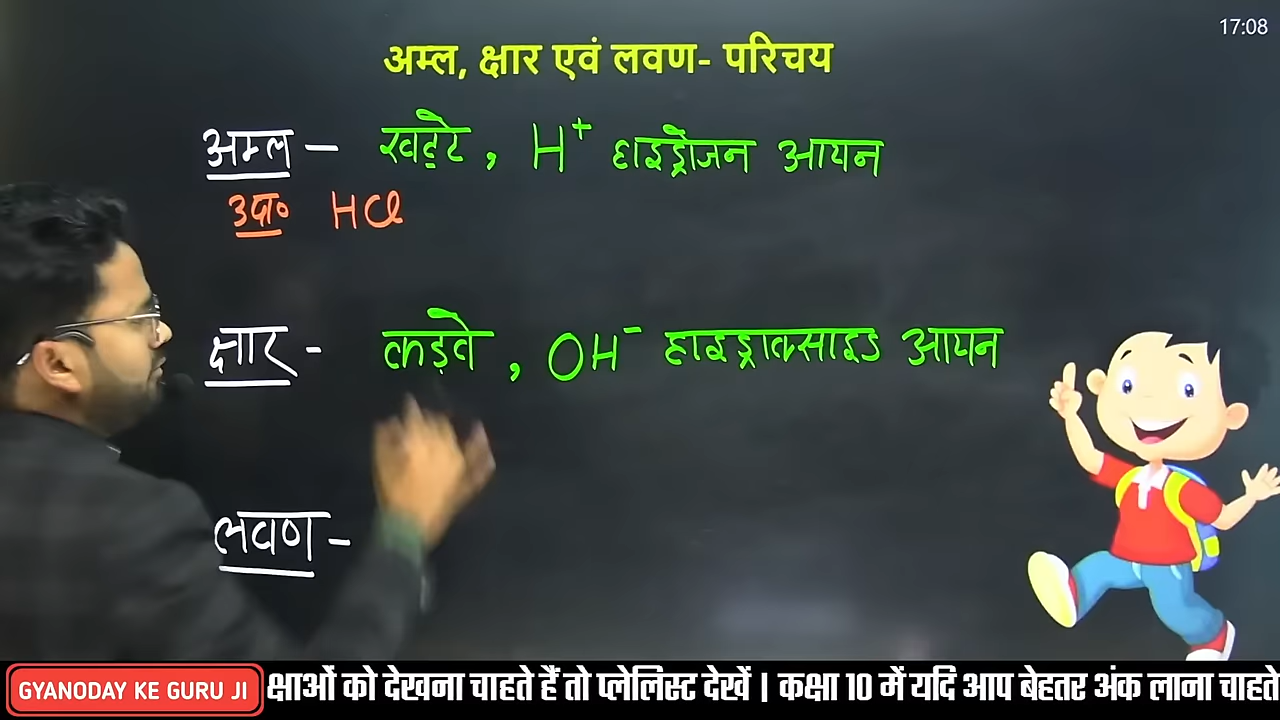 17:08
अम्ल, क्षार एवं लवण- परिचय
अम्ल - खट्टे, H⁺ हाइड्रोजन आयन
उदा० HCl
क्षार - कड़वे, OH⁻ हाइड्राक्साइड आयन
लवण -
GYANODAY KE GURU JI क्षाओं को देखना चाहते हैं तो प्लेलिस्ट देखें | कक्षा 10 में यदि आप बेहतर अंक लाना चाहते